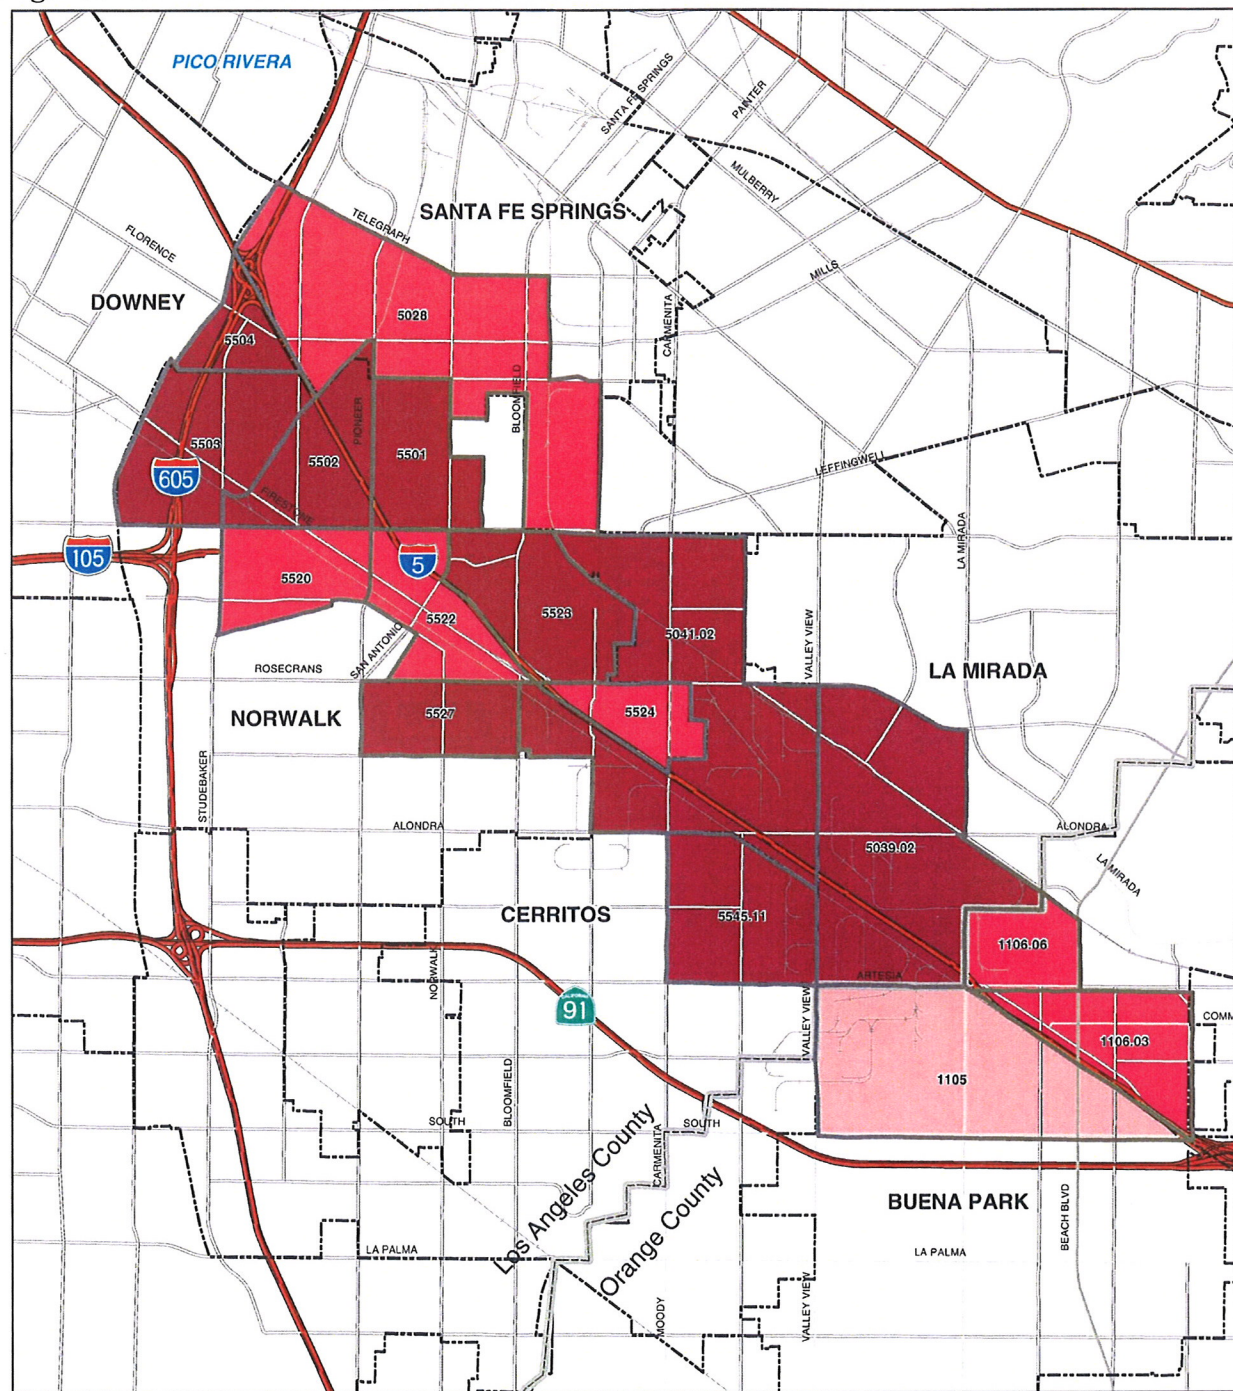 PICO RIVERA
SANTA FE SPRINGS
PAINTER
MULBERRY
SANTA FE SPRINGS
TELEGRAPH
FLORENCE
MILLS
DOWNEY
5028
CARMENITA
5504
BLOOMFIELD
PIONEER
5503
5502
5501
LEFFINGWELL
605
FIRESTONE
LA MIRADA
105
5
5520
5522
5523
5041.02
VALLEY VIEW
SAN ANTONIO
ROSECRANS
LA MIRADA
NORWALK
5527
5524
STUDEBAKER
ALONDRA
ALONDRA
5039.02
LA MIRADA
CERRITOS
5545.11
1106.06
NORWALK
ARTESIA
CALIFORNIA
91
VALLEY VIEW
COMM
1106.03
1105
BLOOMFIELD
SOUTH
SOUTH
CARMENITA
Los Angeles County
Orange County
BUENA PARK
BEACH BLVD
LA PALMA
LA PALMA
MOODY
VALLEY VIEW